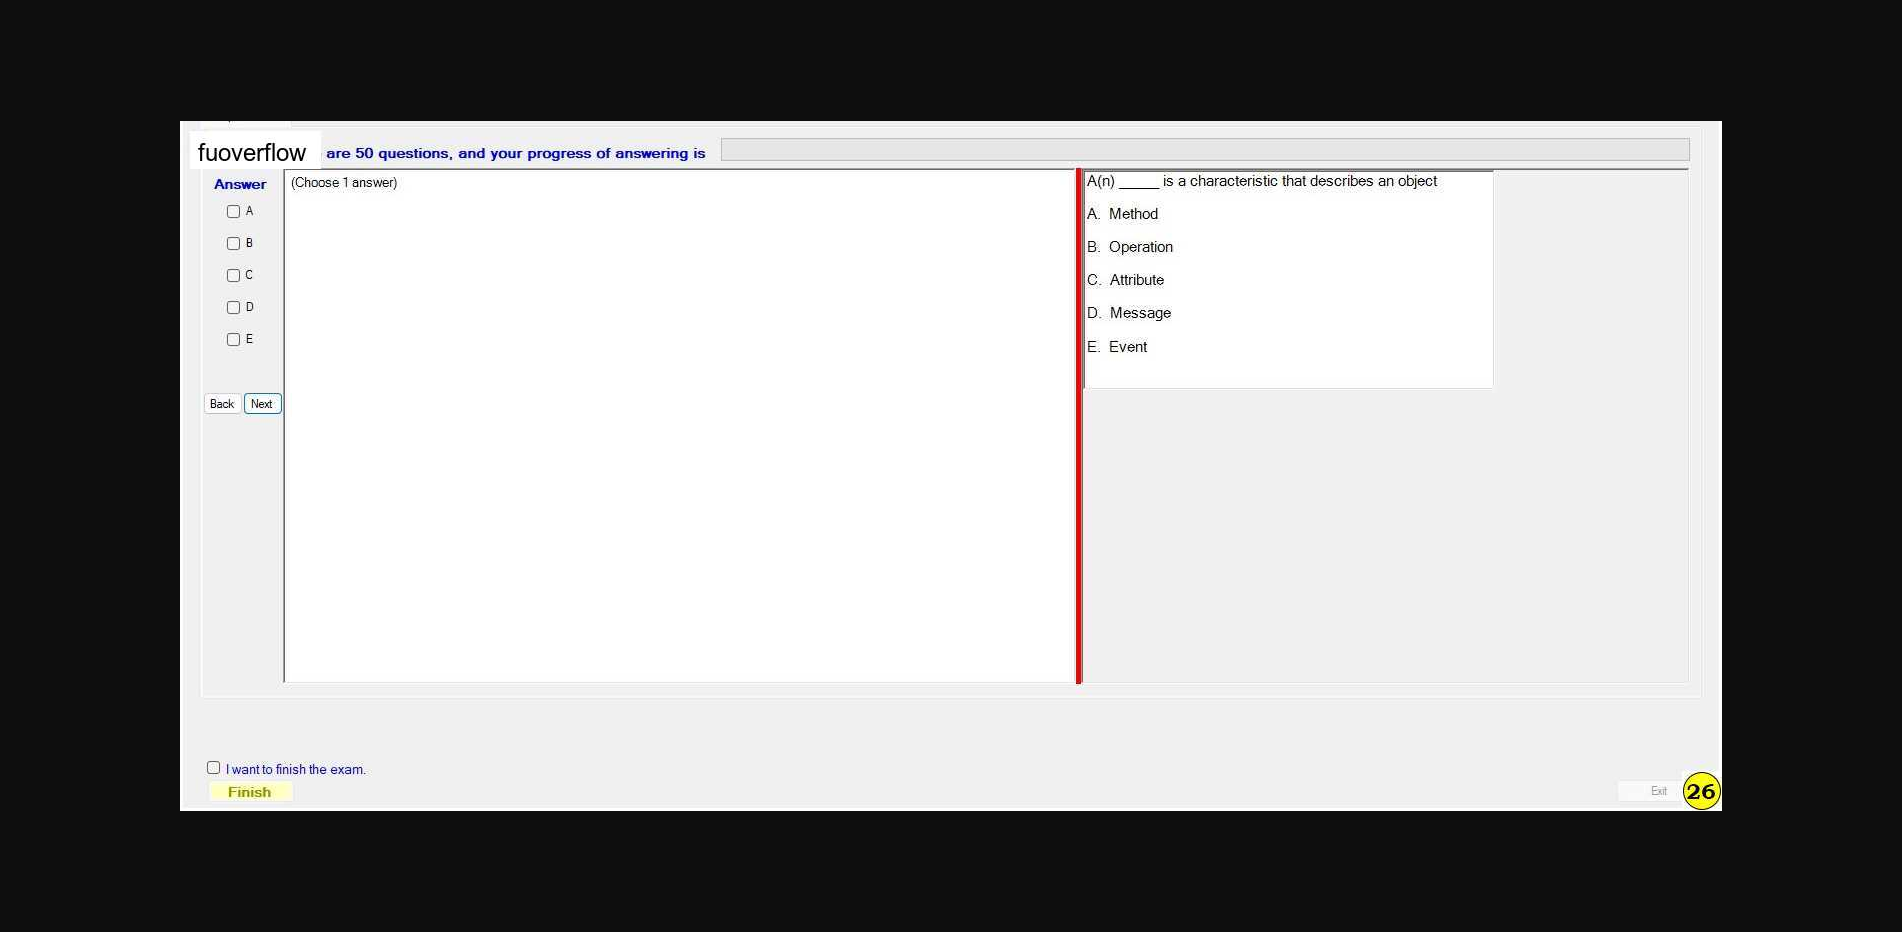 fuoverflow are 50 questions, and your progress of answering is
Answer
A
B
C
D
E
Back Next
(Choose 1 answer)
A(n) _____ is a characteristic that describes an object
A. Method
B. Operation
C. Attribute
D. Message
E. Event
I want to finish the exam.
Finish
Exit 26